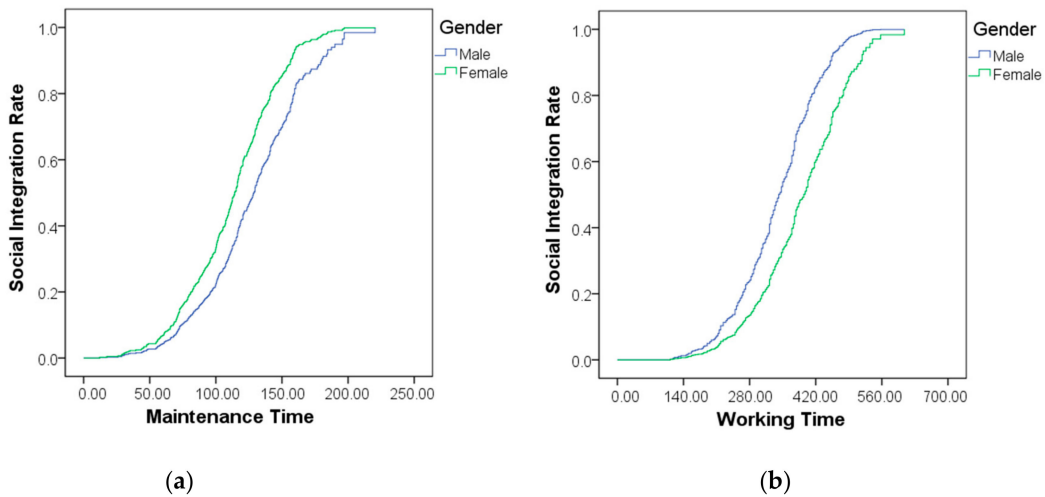 Gender
Male
Female
Social Integration Rate
1.0
0.8
0.6
0.4
0.2
0.0
0.00 50.00 100.00 150.00 200.00 250.00
Maintenance Time
(a)
Gender
Male
Female
Social Integration Rate
1.0
0.8
0.6
0.4
0.2
0.0
0.00 140.00 280.00 420.00 560.00 700.00
Working Time
(b)